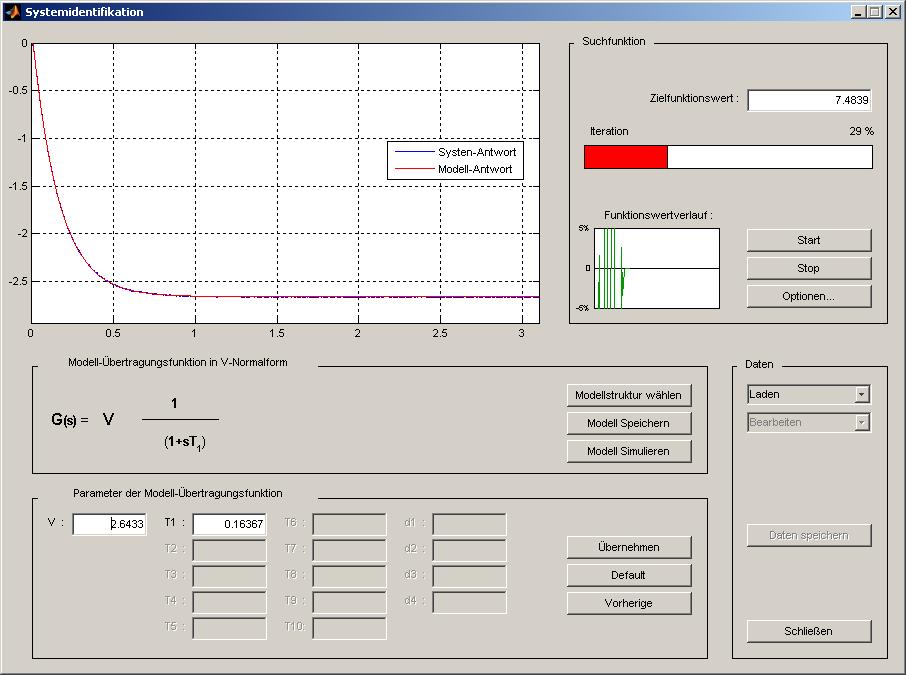 Systemidentifikation
0
-0.5
-1
-1.5
-2
-2.5
0 0.5 1 1.5 2 2.5 3
Systen-Antwort
Modell-Antwort
Suchfunktion
Zielfunktionswert : 7.4839
Iteration 29 %
Funktionswertverlauf :
5%
0
-5%
Start
Stop
Optionen...
Modell-Übertragungsfunktion in V-Normalform
G(s) = V 1
(1+sT1)
Modellstruktur wählen
Modell Speichern
Modell Simulieren
Daten
Laden
Bearbeiten
Daten speichern
Schließen
Parameter der Modell-Übertragungsfunktion
V : 2.6433 T1 : 0.16367 T6 : d1 :
T2 : T7 : d2 :
T3 : T8 : d3 :
T4 : T9 : d4 :
T5 : T10:
Übernehmen
Default
Vorherige